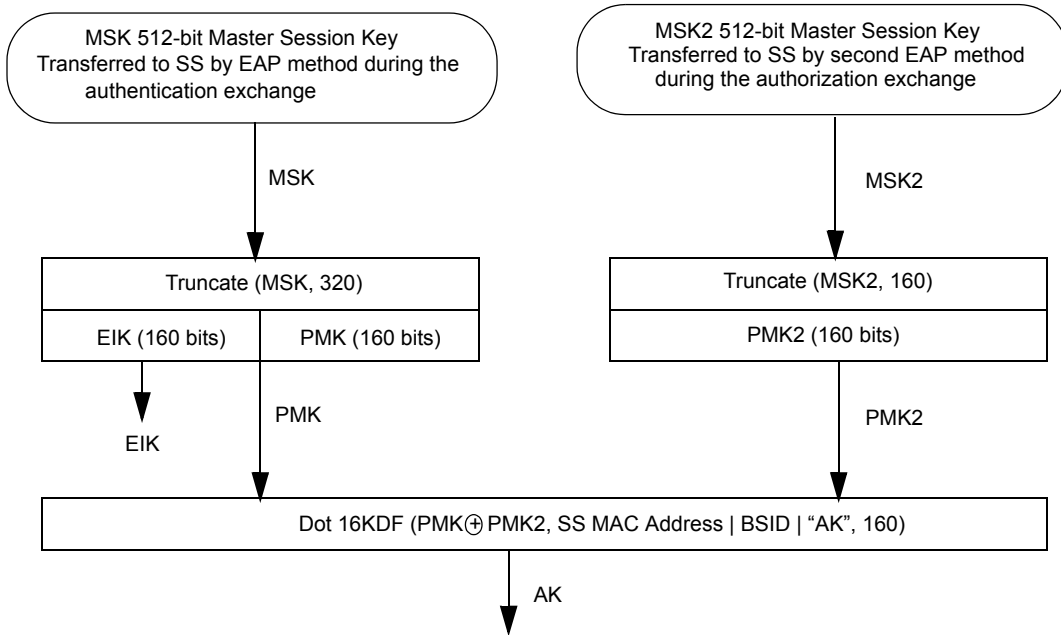 MSK 512-bit Master Session Key
Transferred to SS by EAP method during the
authentication exchange
MSK2 512-bit Master Session Key
Transferred to SS by second EAP method
during the authorization exchange
MSK
MSK2
Truncate (MSK, 320)
EIK (160 bits)
PMK (160 bits)
Truncate (MSK2, 160)
PMK2 (160 bits)
EIK
PMK
PMK2
Dot 16KDF (PMK⊕PMK2, SS MAC Address | BSID | “AK”, 160)
AK